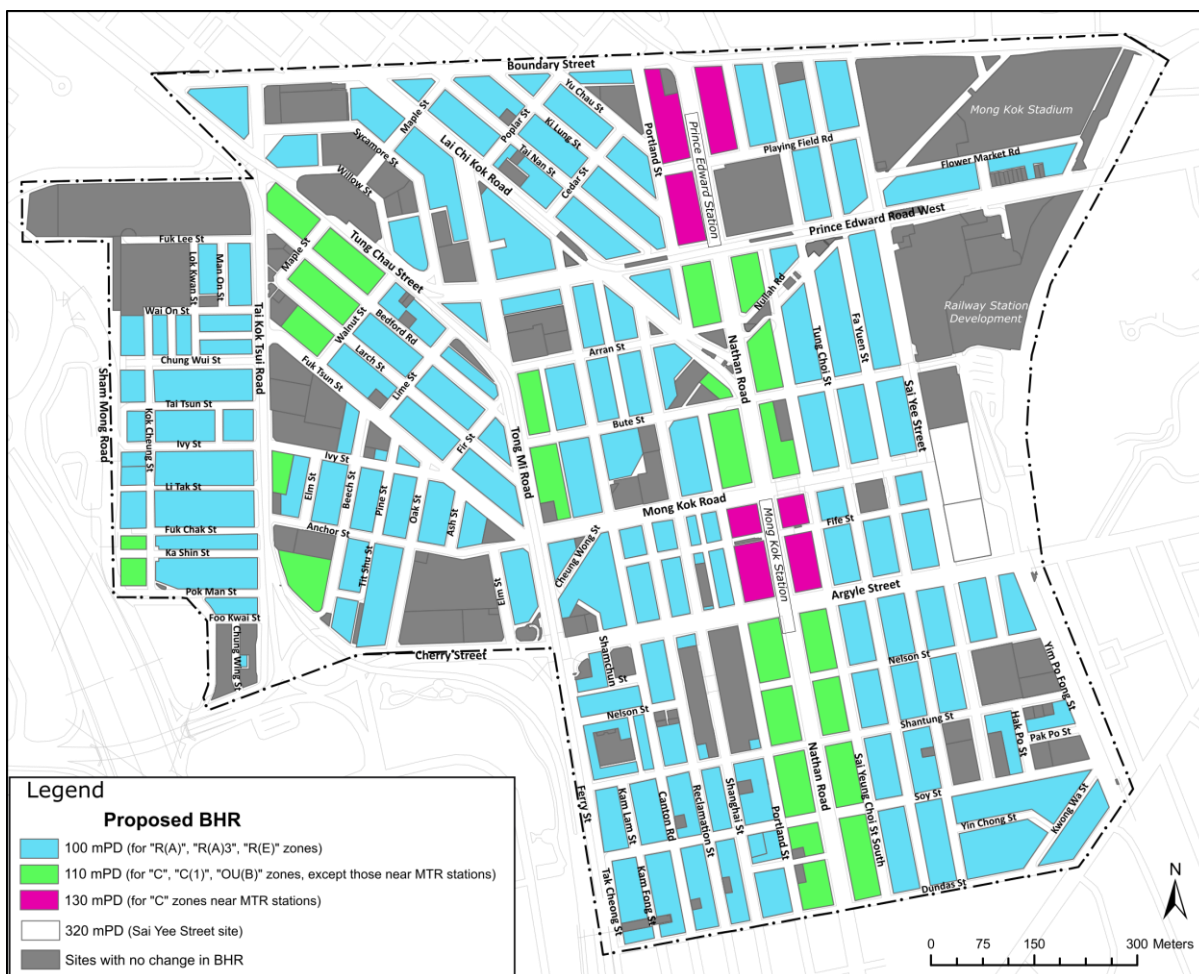 Boundary Street
Yu Chau St
Maple St
Poplar St
Ki Lung St
Portland St
Prince Edward Station
Mong Kok Stadium
Sycamore St
Lai Chi Kok Road
Tai Nan St
Playing Field Rd
Flower Market Rd
Willow St
Cedar St
Prince Edward Road West
Fuk Lee St
Lok Kwan St
Man On St
Maple St
Tung Chau Street
Nullah Rd
Railway Station
Development
Wai On St
Tai Kok Tsui Road
Walnut St
Bedford Rd
Arran St
Nathan Road
Tung Choi St
Fa Yuen St
Chung Wui St
Larch St
Fuk Tsun St
Lime St
Sham Mong Road
Tai Tsun St
Kok Cheung St
Bute St
Sai Yee Street
Ivy St
Ivy St
Fir St
Tong Mi Road
Li Tak St
Elm St
Beech St
Pine St
Oak St
Ash St
Mong Kok Road
Mong Kok Station
Fife St
Fuk Chak St
Anchor St
Ka Shin St
Tit Shu St
Cheung Wong St
Argyle Street
Pok Man St
Elm St
Foo Kwai St
Chung Wing St
Cherry Street
Shamchun St
Nelson St
Yim Po Fong St
Nelson St
Shantung St
Hak Po St
Pak Po St
Ferry St
Kam Lam St
Canton Rd
Reclamation St
Shanghai St
Portland St
Nathan Road
Sai Yeung Choi St South
Soy St
Yin Chong St
Kwong Wa St
Tak Cheong St
Kam Fong St
Dundas St
Legend
Proposed BHR
100 mPD (for "R(A)", "R(A)3", "R(E)" zones)
110 mPD (for "C", "C(1)", "OU(B)" zones, except those near MTR stations)
130 mPD (for "C" zones near MTR stations)
320 mPD (Sai Yee Street site)
Sites with no change in BHR
N
0 75 150 300 Meters